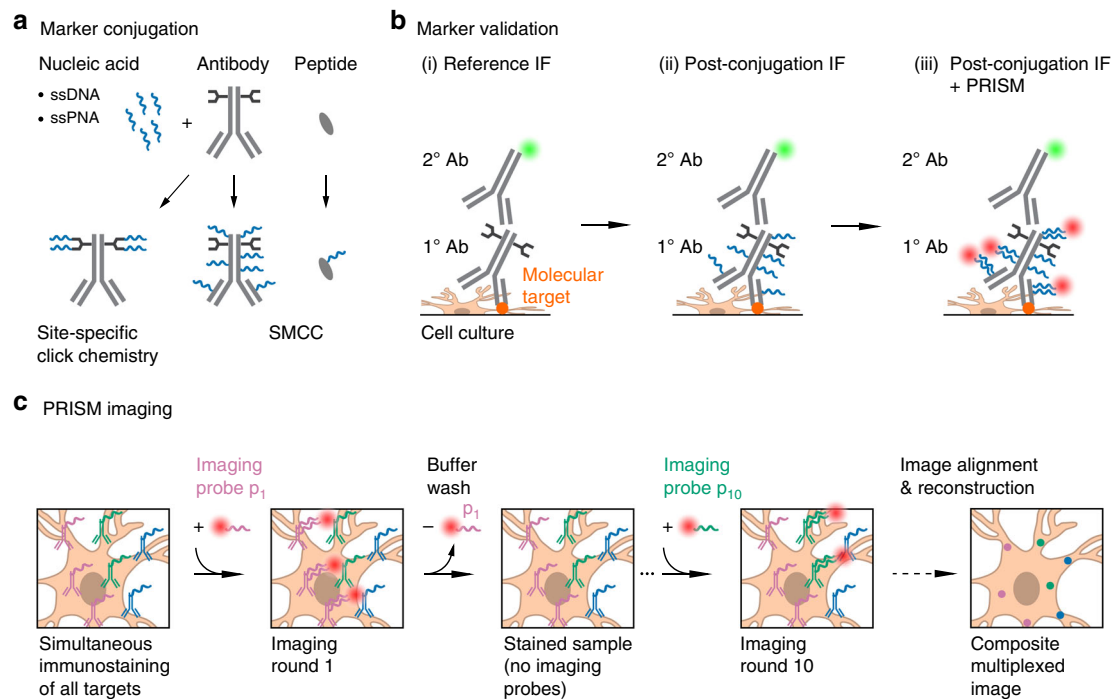 a Marker conjugation
Nucleic acid
• ssDNA
• ssPNA
+
Antibody
Peptide
Site-specific
click chemistry
SMCC
b Marker validation
(i) Reference IF
2° Ab
1° Ab
Molecular
target
Cell culture
(ii) Post-conjugation IF
2° Ab
1° Ab
(iii) Post-conjugation IF
+ PRISM
2° Ab
1° Ab
c PRISM imaging
Simultaneous
immunostaining
of all targets
Imaging
probe p1
+
Imaging
round 1
Buffer
wash
p1
–
Stained sample
(no imaging
probes)
...
Imaging
probe p10
+
Imaging
round 10
Image alignment
& reconstruction
Composite
multiplexed
image